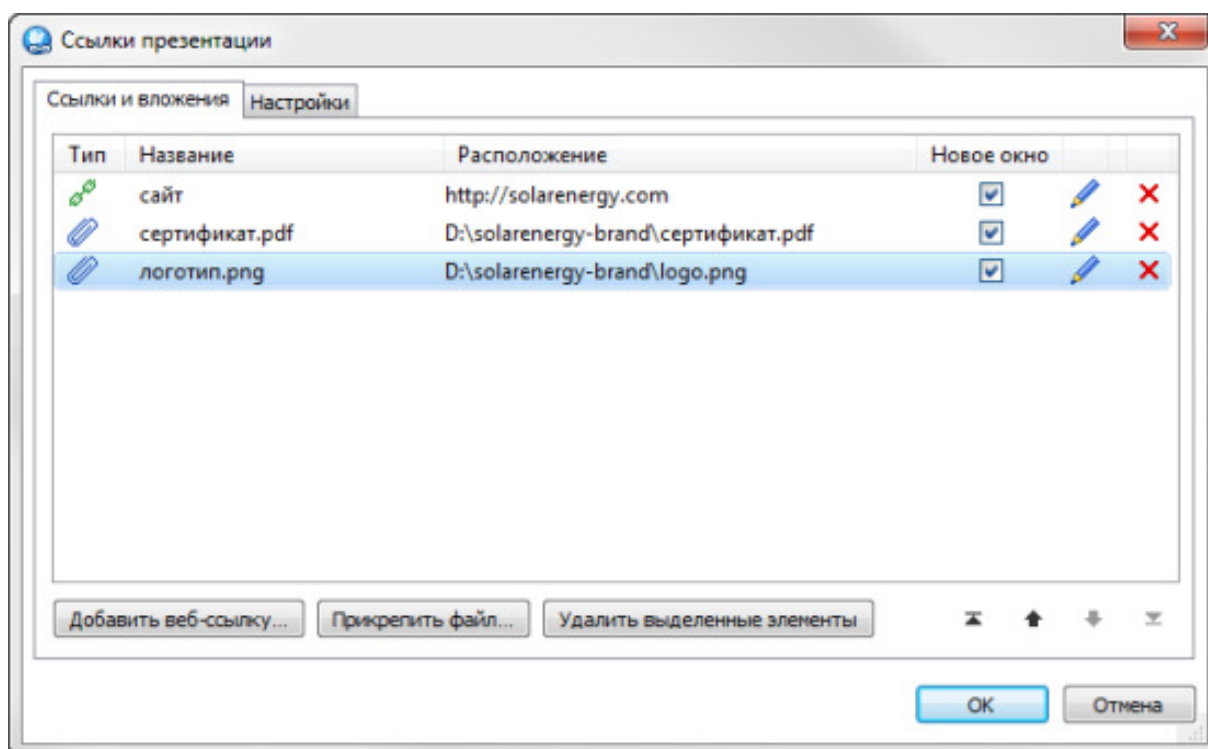 Ссылки презентации
Ссылки и вложения Настройки
Тип Название Расположение Новое окно
сайт http://solarenergy.com
сертификат.pdf D:\solarenergy-brand\сертификат.pdf
логотип.png D:\solarenergy-brand\logo.png
Добавить веб-ссылку... Прикрепить файл... Удалить выделенные элементы
OK Отмена